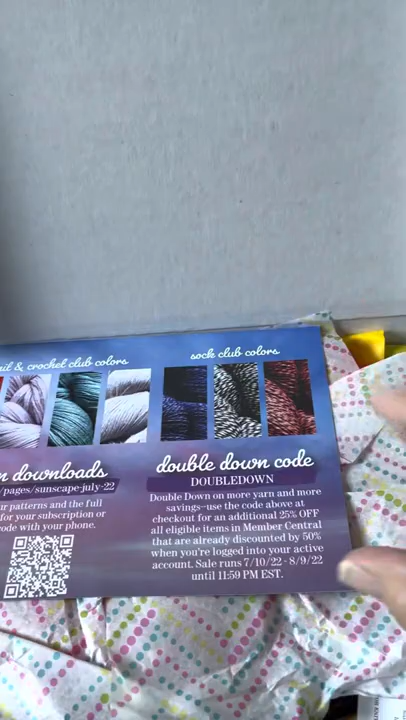 & crochet club colors
sock club colors
downloads
/pages/sunscape-july-22
ur patterns and the full
for your subscription or
code with your phone.
double down code
DOUBLEDOWN
Double Down on more yarn and more
savings-use the code above at
checkout for an additional 25% OFF
all eligible items in Member Central
that are already discounted by 50%
when you're logged into your active
account. Sale runs 7/10/22 - 8/9/22
until 11:59 PM EST.